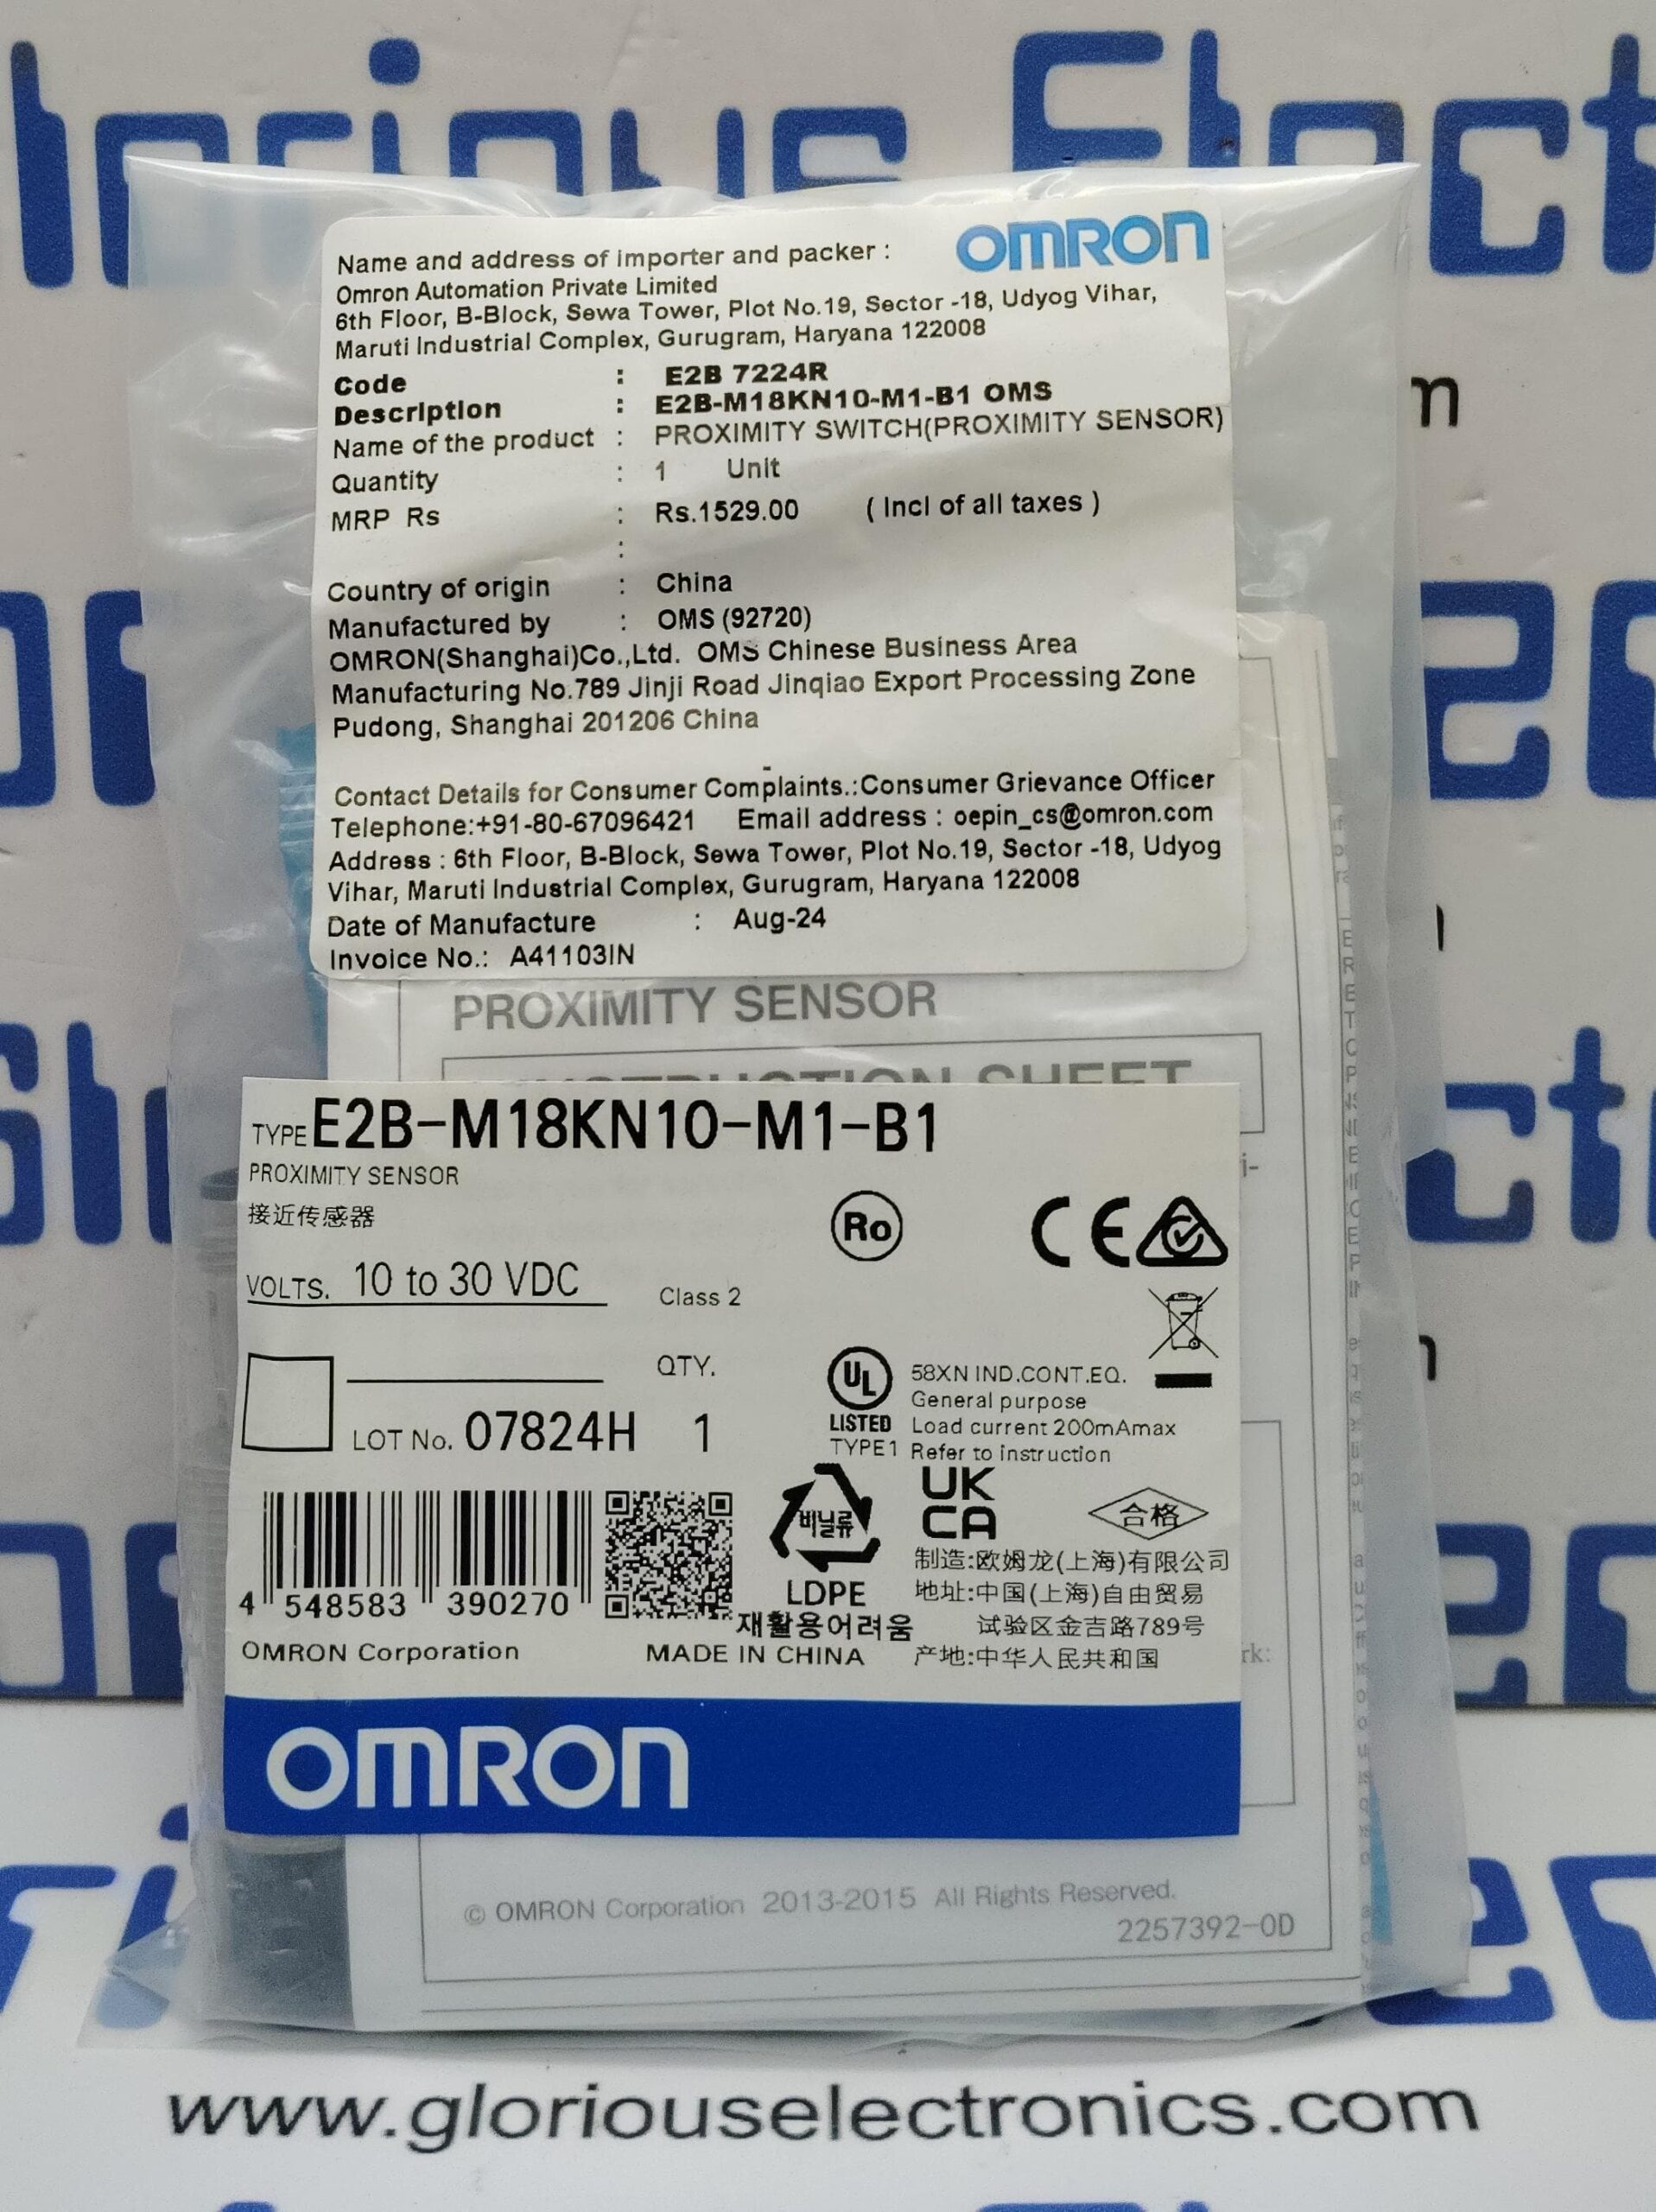 Glorious Elect
OMRON
Name and address of importer and packer :
Omron Automation Private Limited
6th Floor, B-Block, Sewa Tower, Plot No.19, Sector -18, Udyog Vihar,
Maruti Industrial Complex, Gurugram, Haryana 122008
Code : E2B 7224R
Description : E2B-M18KN10-M1-B1 OMS
Name of the product : PROXIMITY SWITCH(PROXIMITY SENSOR)
Quantity : 1 Unit
MRP Rs : Rs.1529.00 ( Incl of all taxes )
:
Country of origin : China
Manufactured by : OMS (92720)
OMRON(Shanghai)Co.,Ltd. OMS Chinese Business Area
Manufacturing No.789 Jinji Road Jinqiao Export Processing Zone
Pudong, Shanghai 201206 China
Contact Details for Consumer Complaints.:Consumer Grievance Officer
Telephone:+91-80-67096421 Email address : oepin_cs@omron.com
Address : 6th Floor, B-Block, Sewa Tower, Plot No.19, Sector -18, Udyog
Vihar, Maruti Industrial Complex, Gurugram, Haryana 122008
Date of Manufacture : Aug-24
Invoice No.: A41103IN
PROXIMITY SENSOR
INSTRUCTION SHEET
TYPE E2B-M18KN10-M1-B1
PROXIMITY SENSOR
接近传感器
Ro
CE
VOLTS. 10 to 30 VDC Class 2
QTY.
LOT No. 07824H 1
UL
LISTED
TYPE1
58XN IND.CONT.EQ.
General purpose
Load current 200mAmax
Refer to instruction
4 548583 390270
비닐류
LDPE
재활용어려움
UK
CA
合格
制造:欧姆龙(上海)有限公司
地址:中国(上海)自由贸易
试验区金吉路789号
产地:中华人民共和国
OMRON Corporation MADE IN CHINA
OMRON
© OMRON Corporation 2013-2015 All Rights Reserved.
2257392-0D
www.gloriouselectronics.com